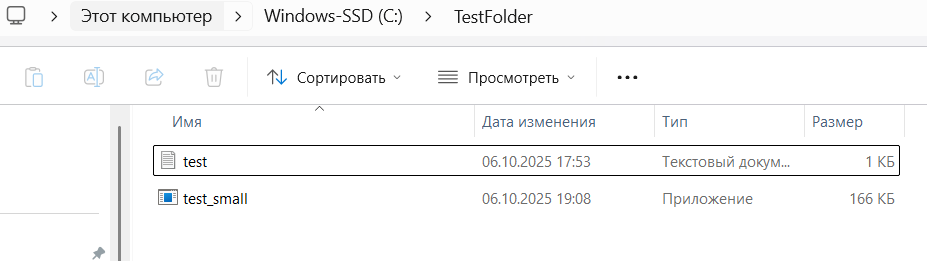 Этот компьютер Windows-SSD (C:) TestFolder
Сортировать Просмотреть
Имя Дата изменения Тип Размер
test 06.10.2025 17:53 Текстовый докум... 1 КБ
test_small 06.10.2025 19:08 Приложение 166 КБ